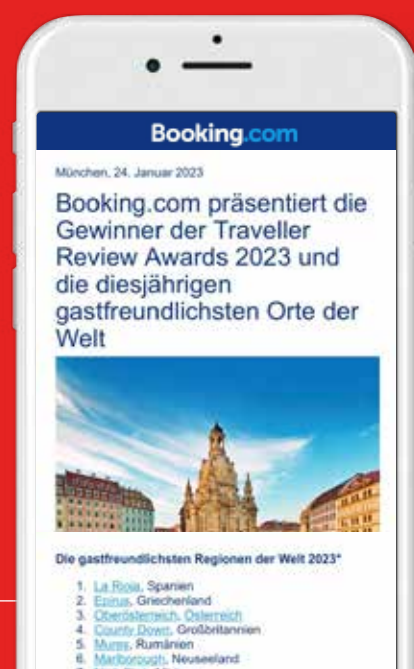 Booking.com
München, 24. Januar 2023
Booking.com präsentiert die
Gewinner der Traveller
Review Awards 2023 und
die diesjährigen
gastfreundlichsten Orte der
Welt
Die gastfreundlichsten Regionen der Welt 2023*
1. La Rioja, Spanien
2. Epirus, Griechenland
3. Oberösterreich, Österreich
4. County Down, Großbritannien
5. Mureș, Rumänien
6. Marlborough, Neuseeland